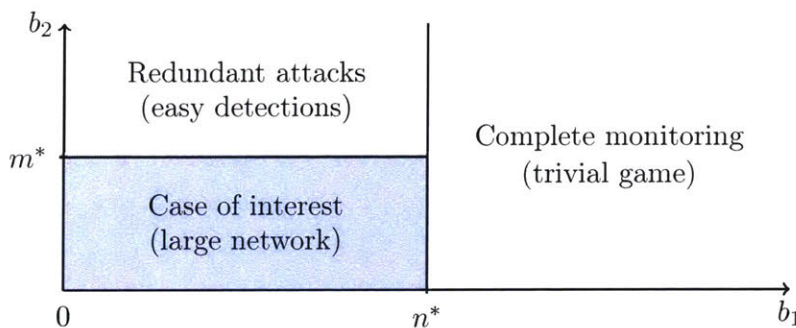 b₂
Redundant attacks
(easy detections)
Complete monitoring
(trivial game)
m*
Case of interest
(large network)
0
n*
b₁